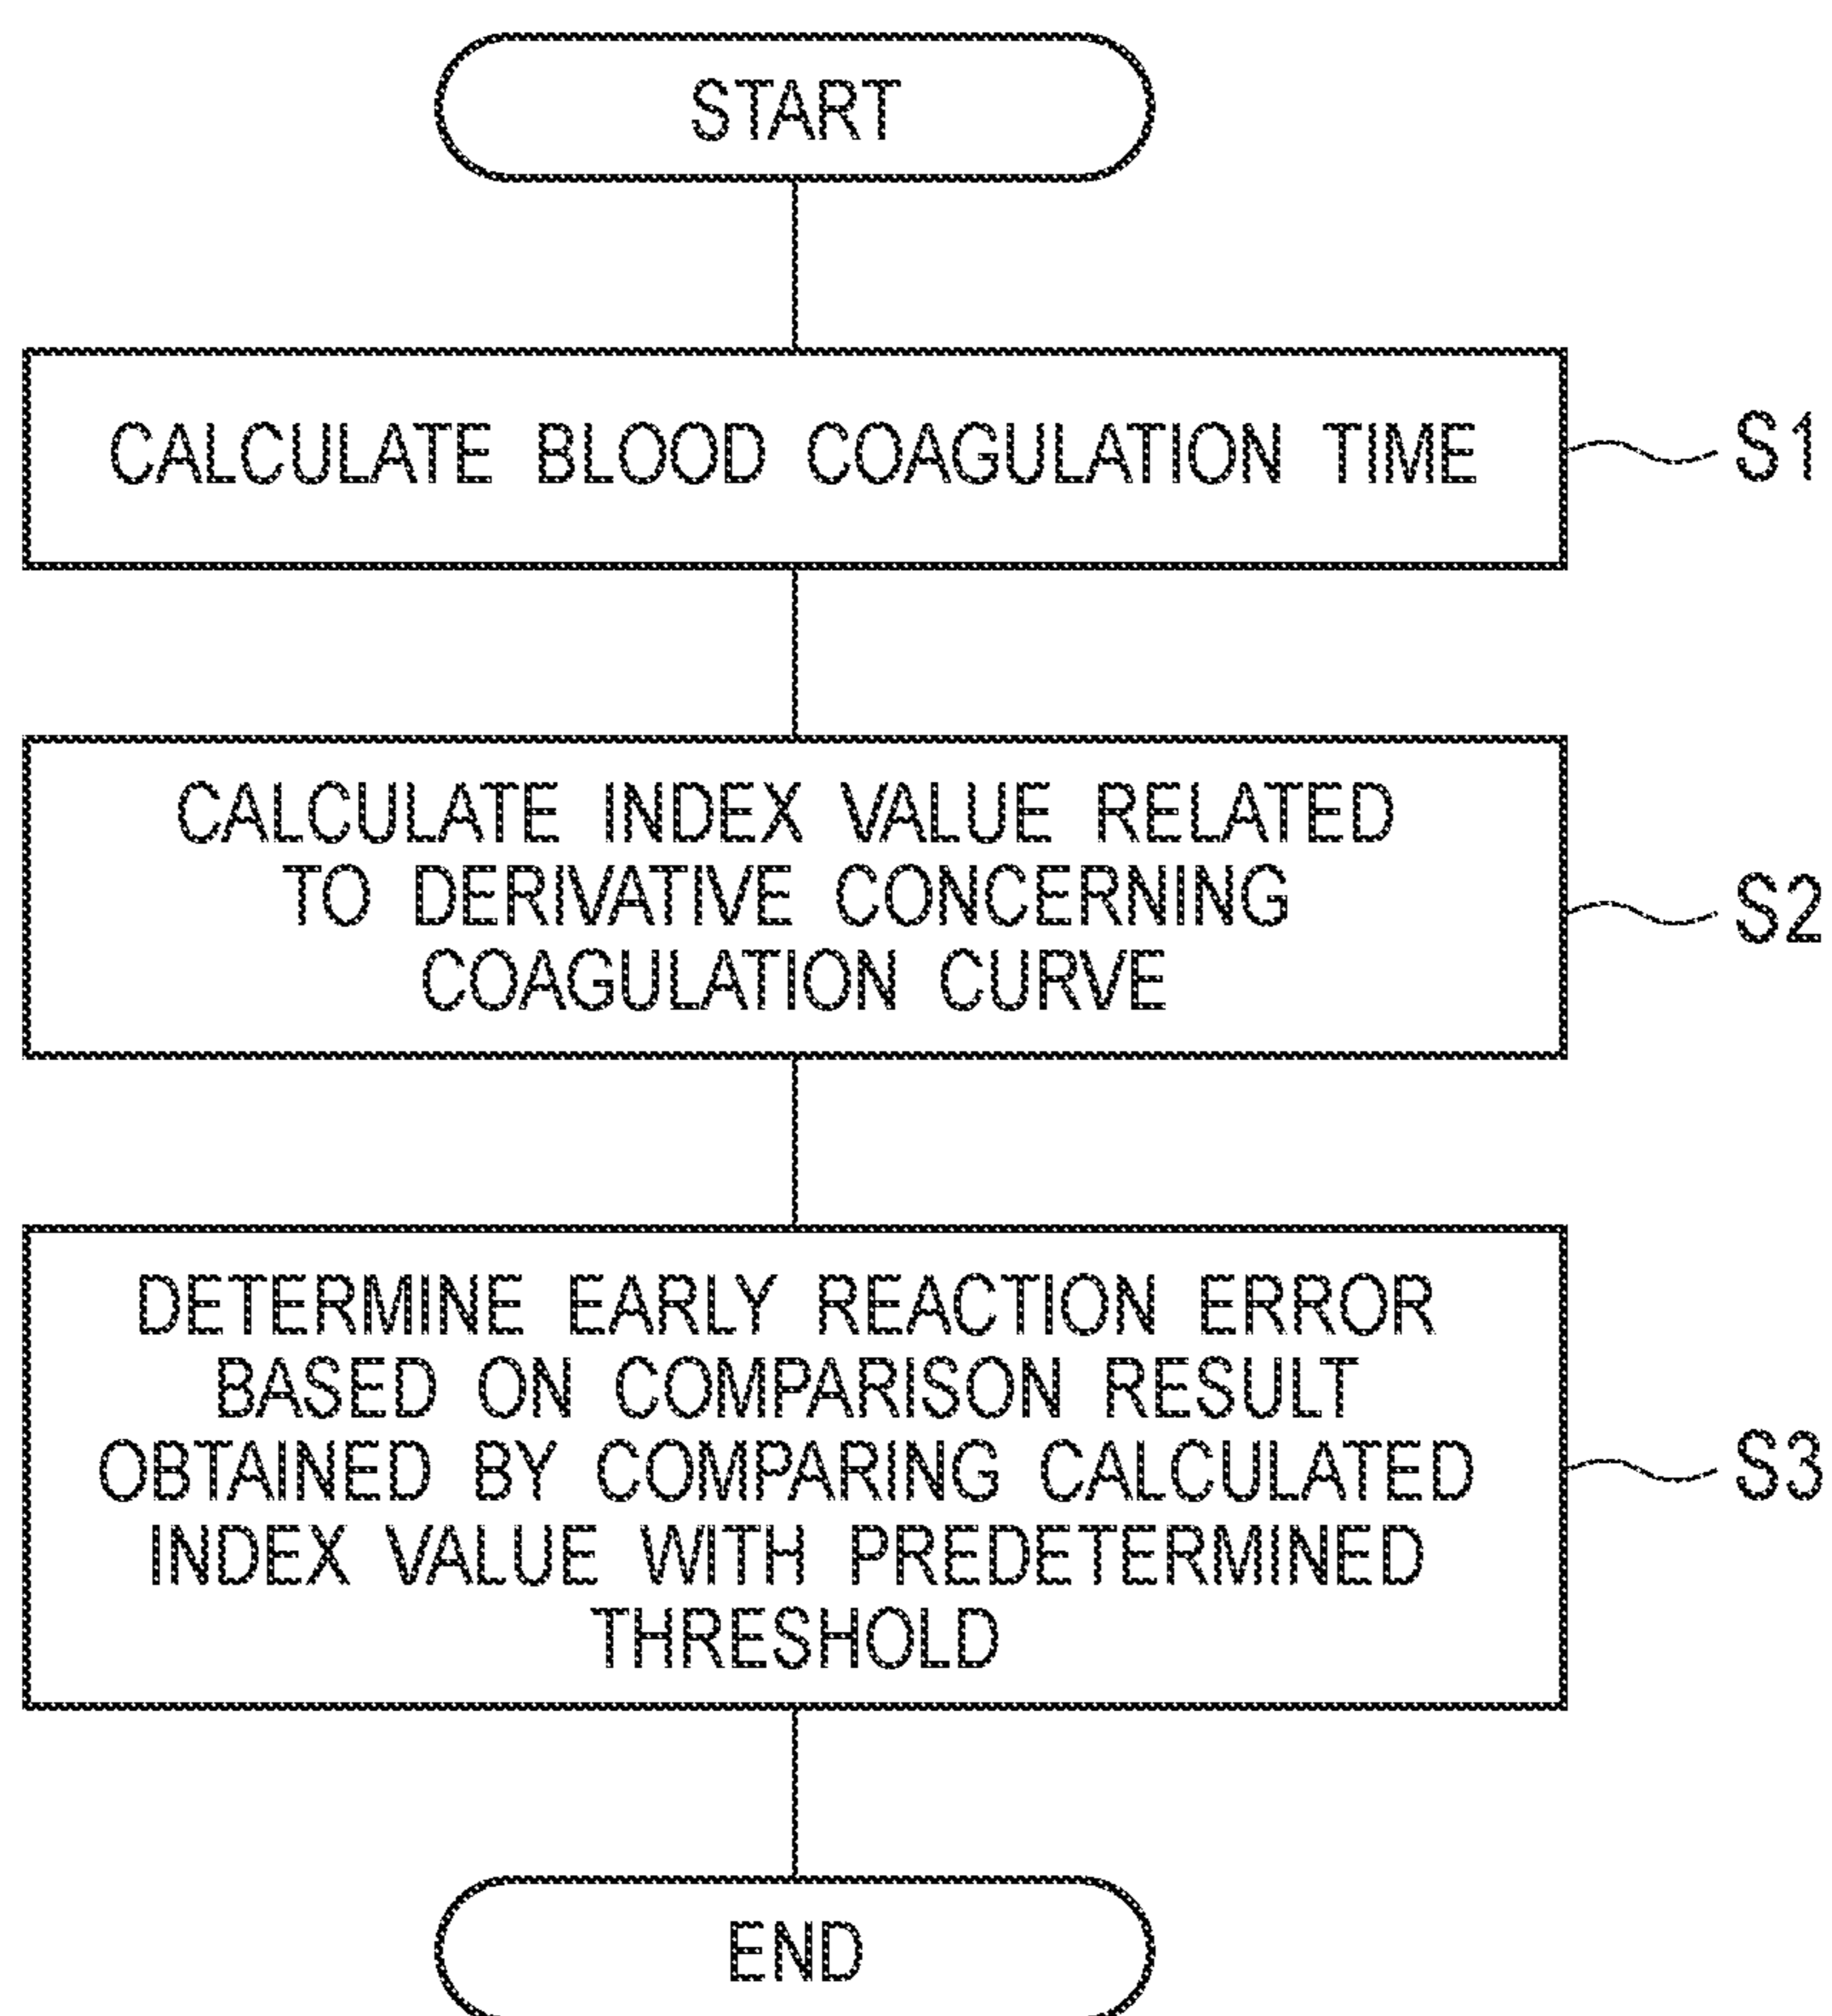 START
CALCULATE BLOOD COAGULATION TIME
S1
CALCULATE INDEX VALUE RELATED
TO DERIVATIVE CONCERNING
COAGULATION CURVE
S2
DETERMINE EARLY REACTION ERROR
BASED ON COMPARISON RESULT
OBTAINED BY COMPARING CALCULATED
INDEX VALUE WITH PREDETERMINED
THRESHOLD
S3
END